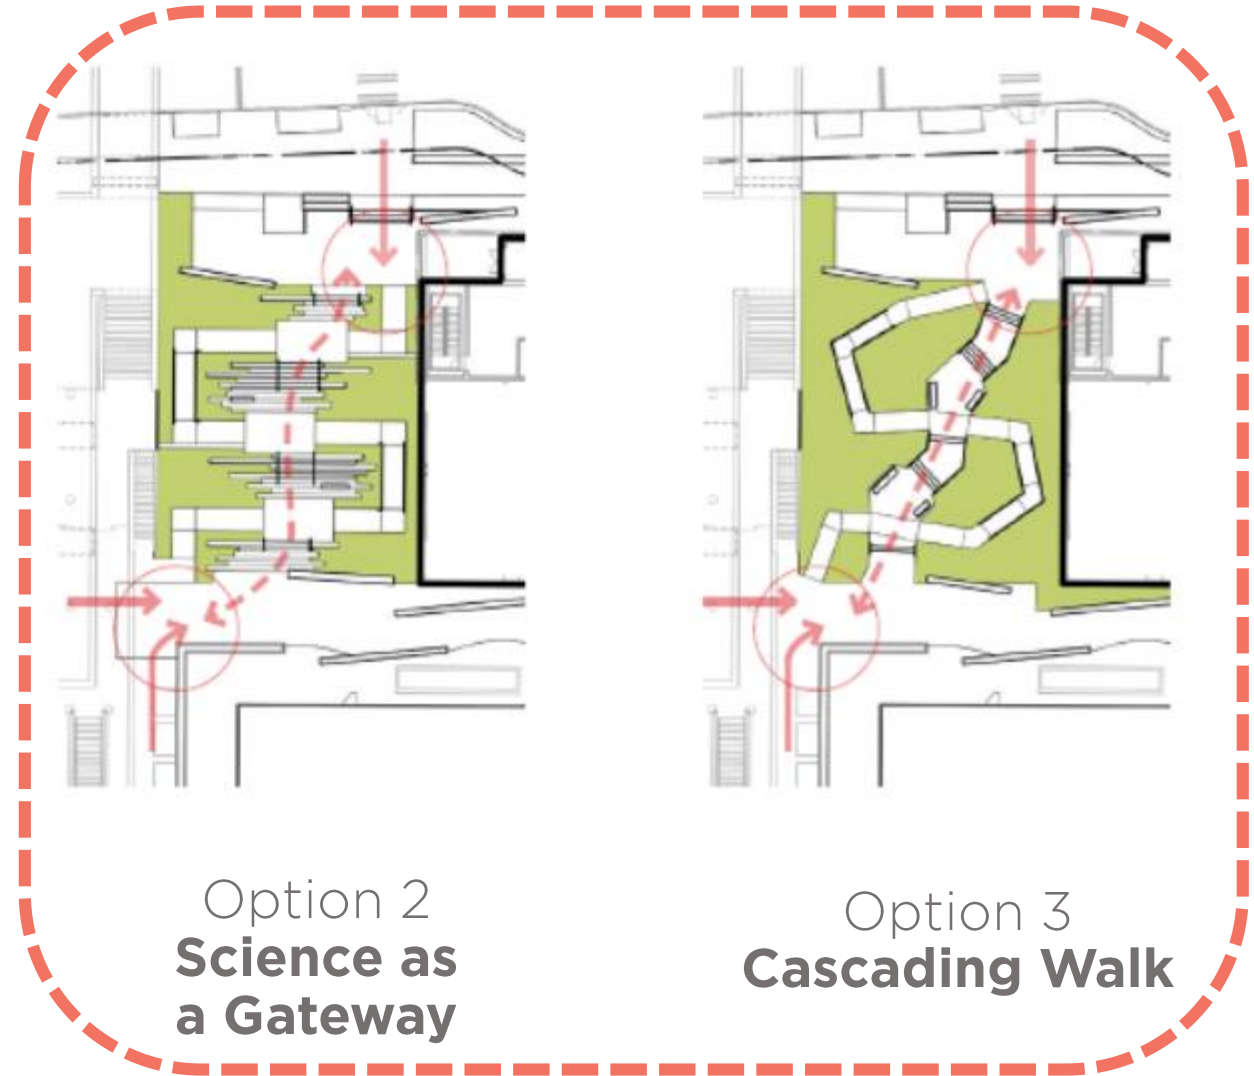 Option 2
Science as
a Gateway
Option 3
Cascading Walk